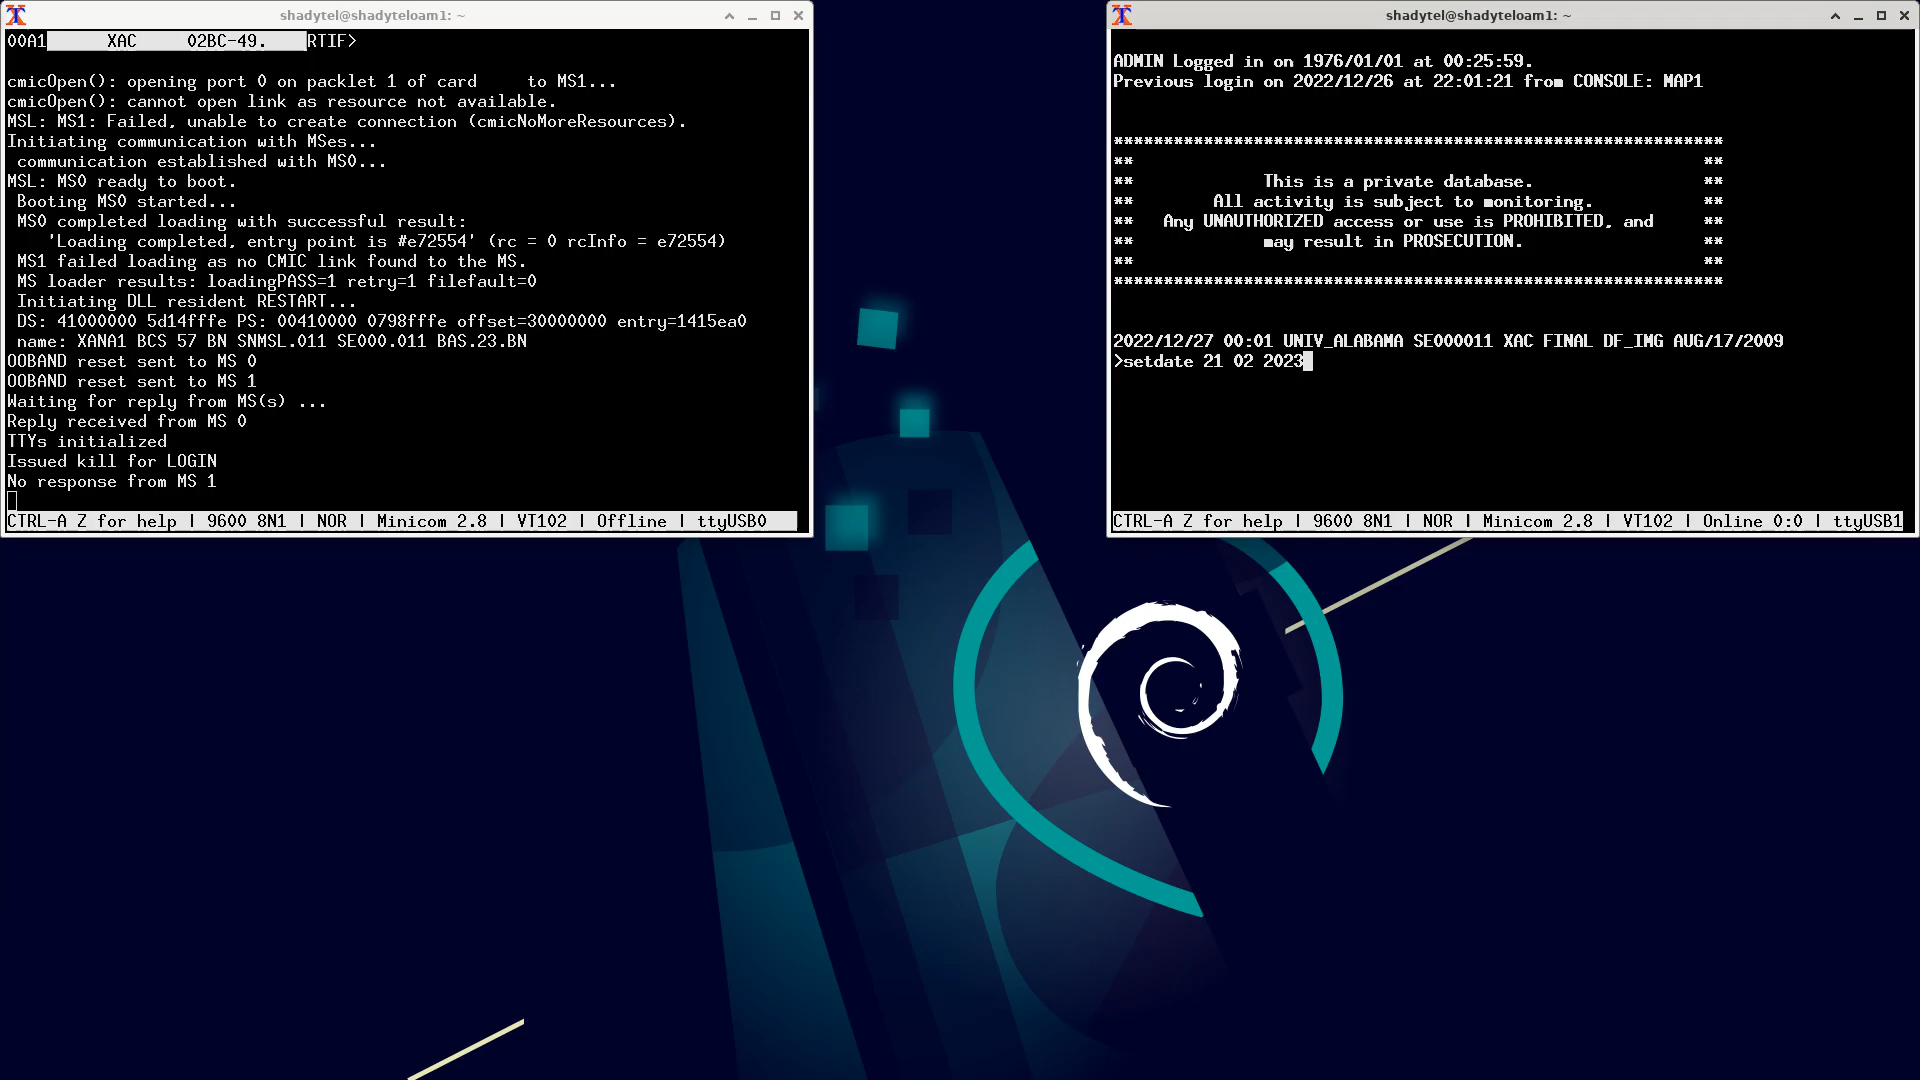 shadytel@shadyteloam1: ~
00A1 XAC 02BC-49. RTIF>
cmicOpen(): opening port 0 on packlet 1 of card to MS1...
cmicOpen(): cannot open link as resource not available.
MSL: MS1: Failed, unable to create connection (cmicNoMoreResources).
Initiating communication with MSes...
communication established with MS0...
MSL: MS0 ready to boot.
Booting MS0 started...
MS0 completed loading with successful result:
'Loading completed, entry point is #e72554' (rc = 0 rcInfo = e72554)
MS1 failed loading as no CMIC link found to the MS.
MS loader results: loadingPASS=1 retry=1 filefault=0
Initiating DLL resident RESTART...
DS: 41000000 5d14fffe PS: 00410000 0798fffe offset=30000000 entry=1415ea0
name: XANA1 BCS 57 BN SNMSL.011 SE000.011 BAS.23.BN
OOBAND reset sent to MS 0
OOBAND reset sent to MS 1
Waiting for reply from MS(s) ...
Reply received from MS 0
TTYs initialized
Issued kill for LOGIN
No response from MS 1
CTRL-A Z for help | 9600 8N1 | NOR | Minicom 2.8 | VT102 | Offline | ttyUSB0
shadytel@shadyteloam1: ~
ADMIN Logged in on 1976/01/01 at 00:25:59.
Previous login on 2022/12/26 at 22:01:21 from CONSOLE: MAP1
*************************************************************
** **
** This is a private database. **
** All activity is subject to monitoring. **
** Any UNAUTHORIZED access or use is PROHIBITED, and **
** may result in PROSECUTION. **
** **
*************************************************************
2022/12/27 00:01 UNIV_ALABAMA SE000011 XAC FINAL DF_IMG AUG/17/2009
>setdate 21 02 2023
CTRL-A Z for help | 9600 8N1 | NOR | Minicom 2.8 | VT102 | Online 0:0 | ttyUSB1